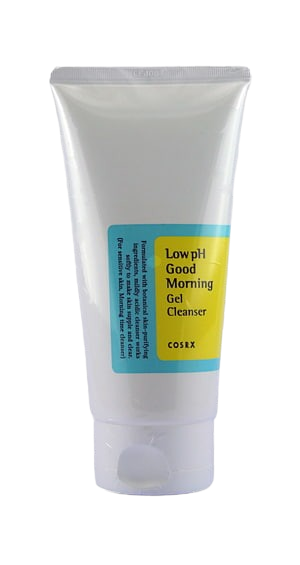 Low pH
Good
Morning
Gel
Cleanser
COSRX
Formulated with botanical skin-purifying
ingredients, mildly acidic cleanser works
softly to make skin supple and clear.
(For sensitive skin, Morning time cleanser)